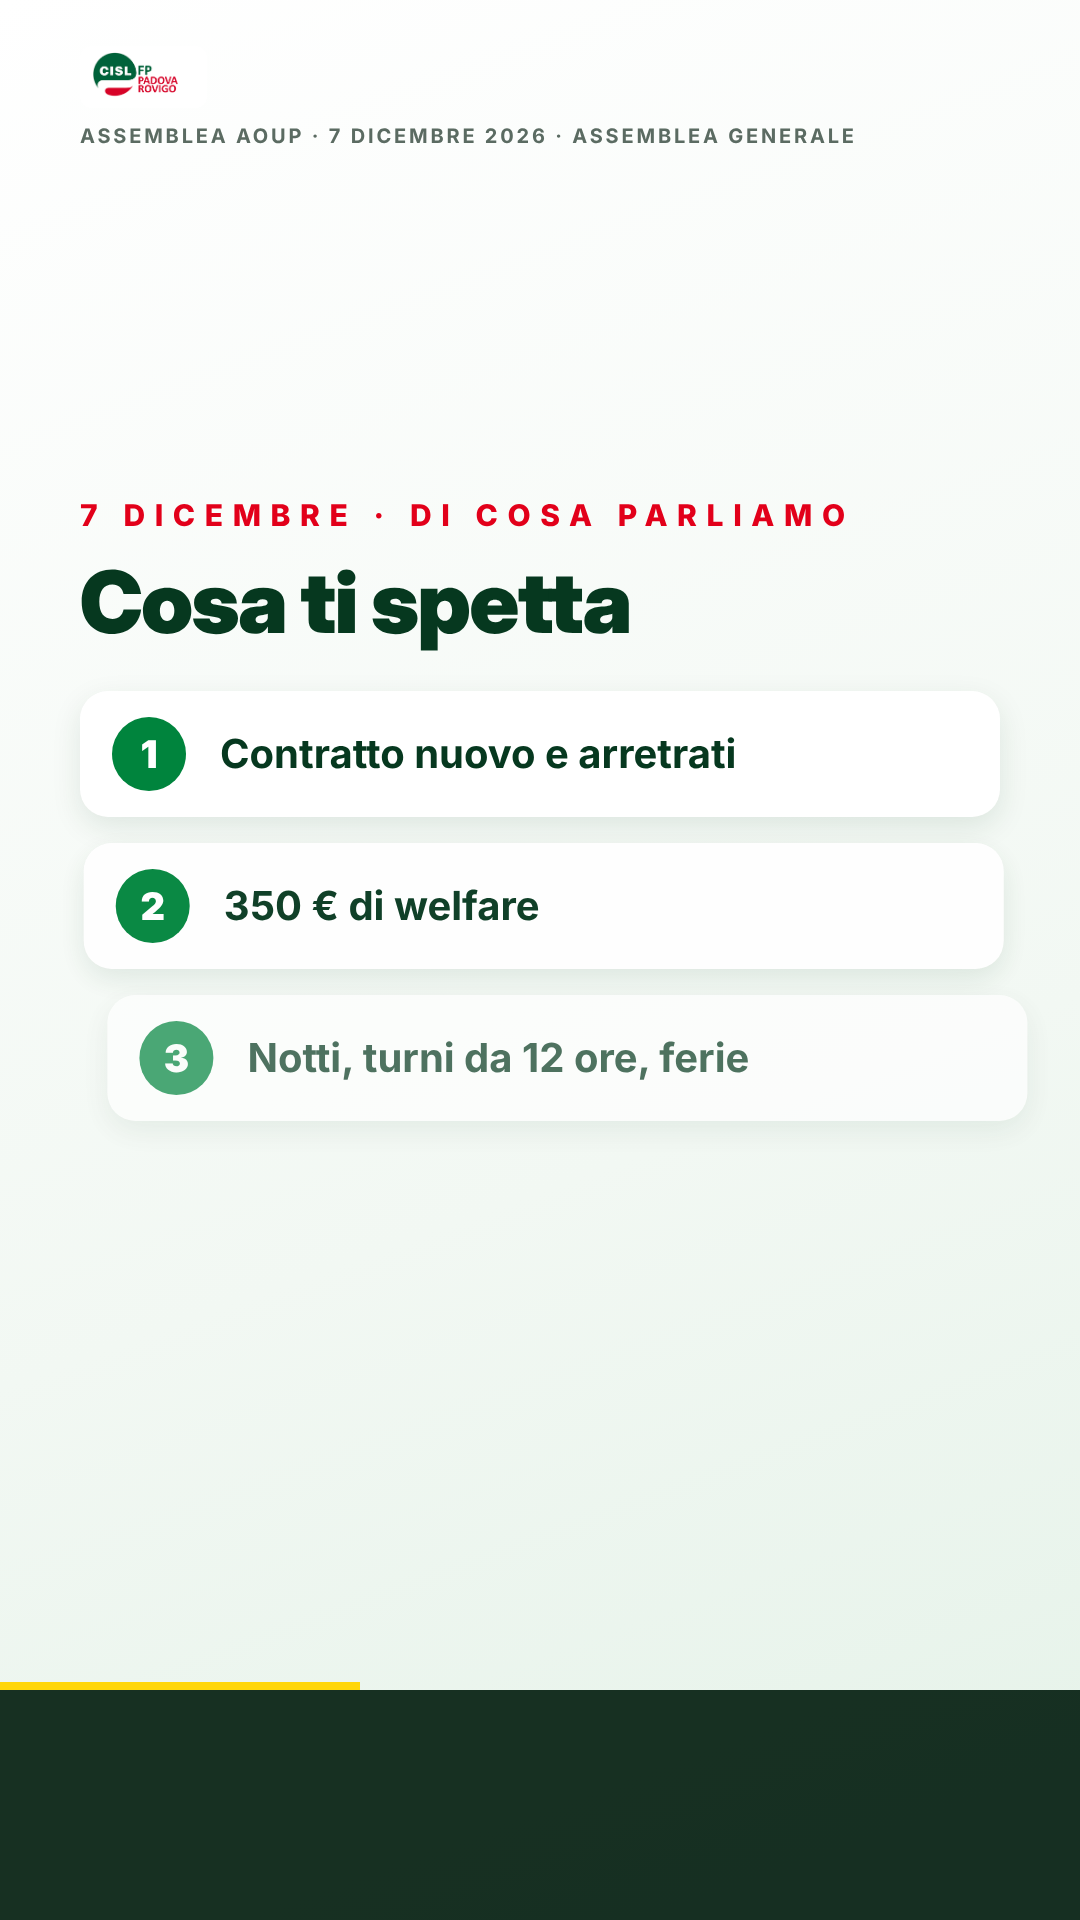 CISL FP
PADOVA
ROVIGO
ASSEMBLEA AOUP · 7 DICEMBRE 2026 · ASSEMBLEA GENERALE
7 DICEMBRE · DI COSA PARLIAMO
Cosa ti spetta
1 Contratto nuovo e arretrati
2 350 € di welfare
3 Notti, turni da 12 ore, ferie